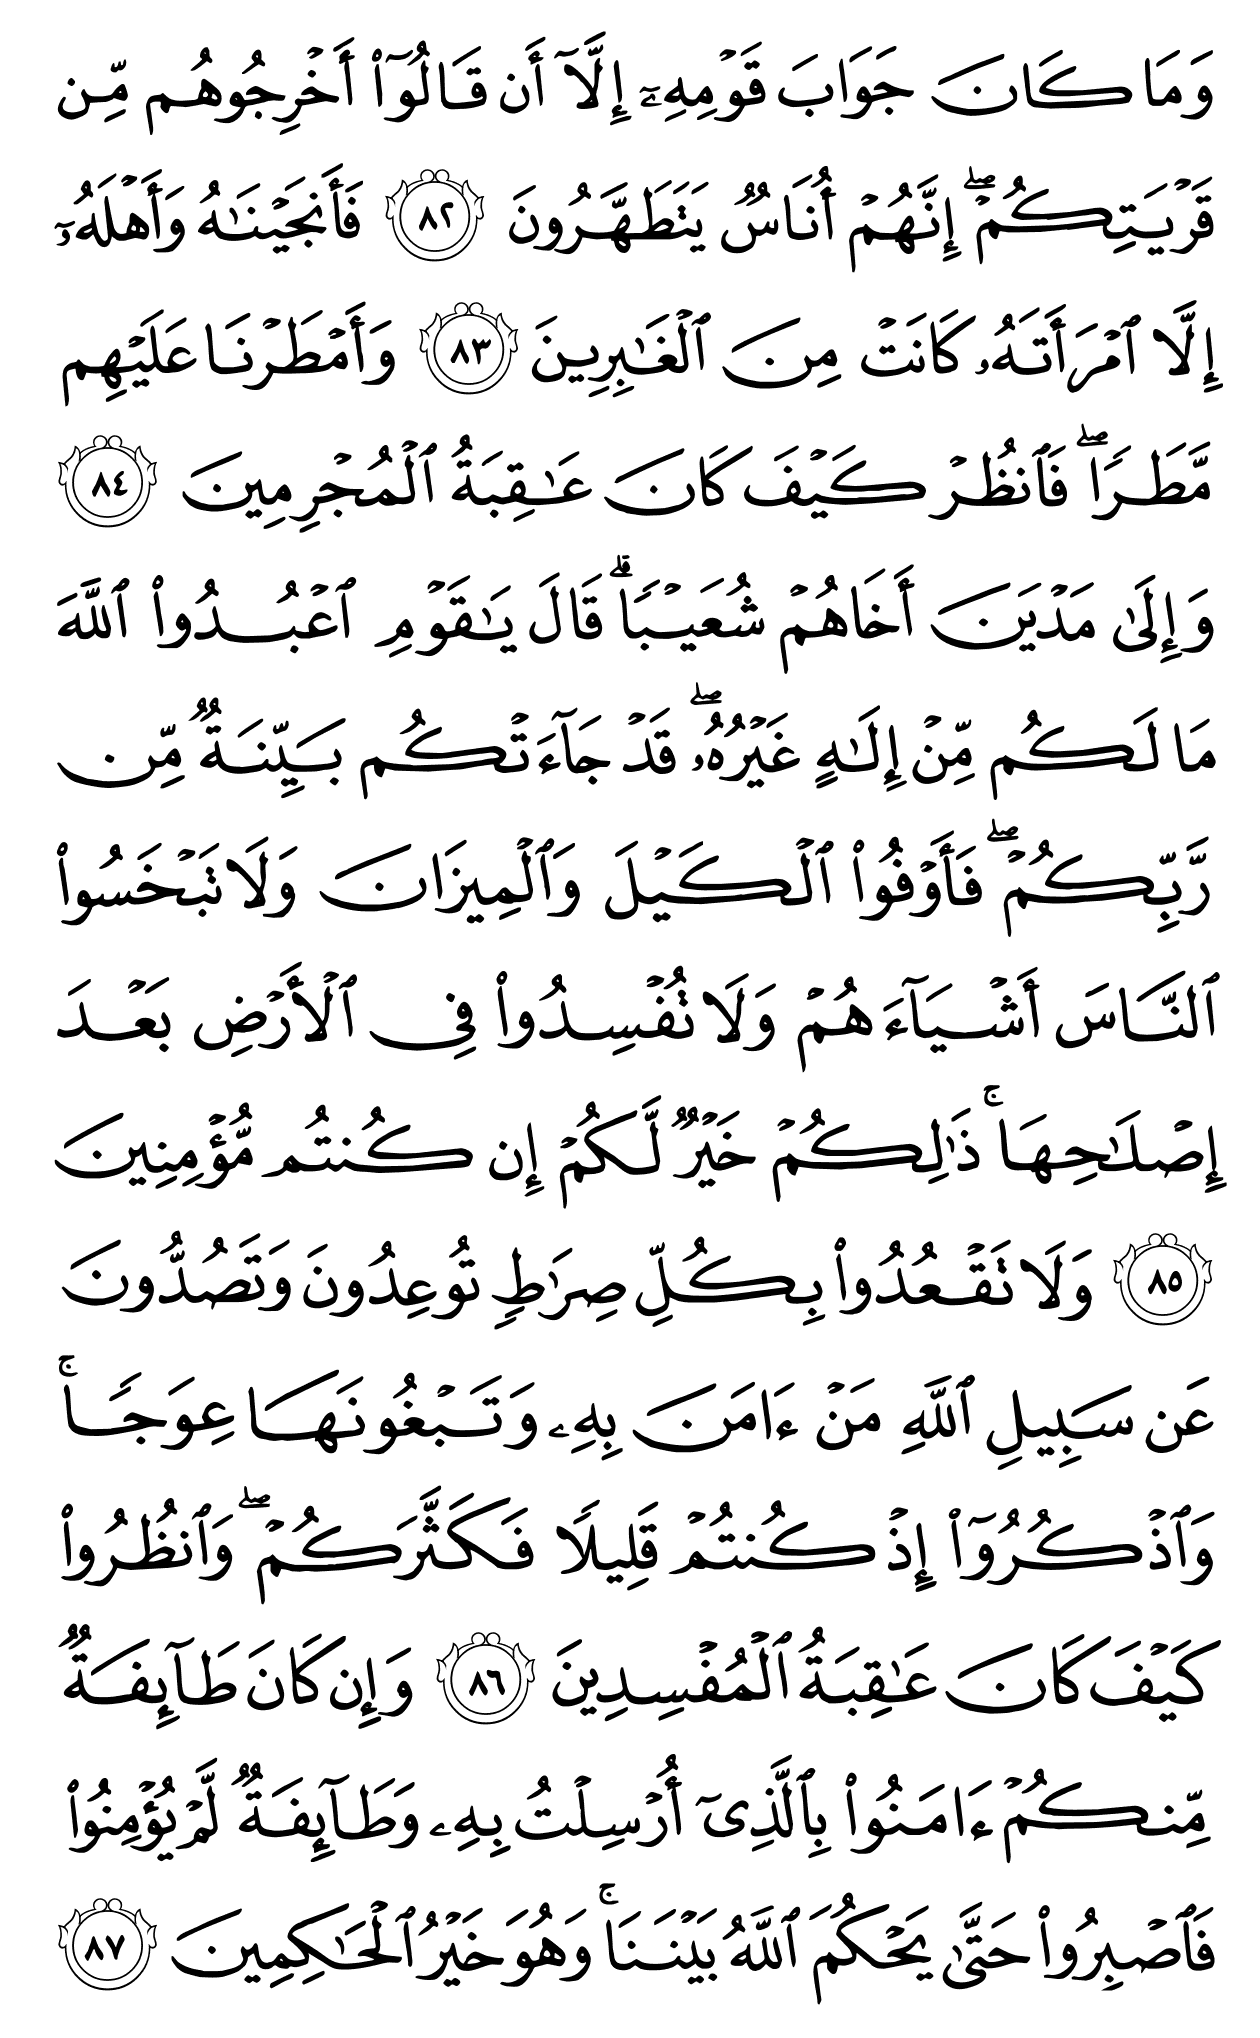 وَمَا كَانَ جَوَابَ قَوْمِهِۦٓ إِلَّآ أَن قَالُوٓا۟ أَخْرِجُوهُم مِّن
قَرْيَتِكُمْ ۖ إِنَّهُمْ أُنَاسٌ يَتَطَهَّرُونَ ٨٢ فَأَنجَيْنَـٰهُ وَأَهْلَهُۥٓ
إِلَّا ٱمْرَأَتَهُۥ كَانَتْ مِنَ ٱلْغَـٰبِرِينَ ٨٣ وَأَمْطَرْنَا عَلَيْهِم
مَّطَرًا ۖ فَٱنظُرْ كَيْفَ كَانَ عَـٰقِبَةُ ٱلْمُجْرِمِينَ ٨٤
وَإِلَىٰ مَدْيَنَ أَخَاهُمْ شُعَيْبًا ۗ قَالَ يَـٰقَوْمِ ٱعْبُدُوا۟ ٱللَّهَ
مَا لَكُم مِّنْ إِلَـٰهٍ غَيْرُهُۥ ۖ قَدْ جَآءَتْكُم بَيِّنَةٌ مِّن
رَّبِّكُمْ ۖ فَأَوْفُوا۟ ٱلْكَيْلَ وَٱلْمِيزَانَ وَلَا تَبْخَسُوا۟
ٱلنَّاسَ أَشْيَآءَهُمْ وَلَا تُفْسِدُوا۟ فِى ٱلْأَرْضِ بَعْدَ
إِصْلَـٰحِهَا ۚ ذَٰلِكُمْ خَيْرٌ لَّكُمْ إِن كُنتُم مُّؤْمِنِينَ
٨٥ وَلَا تَقْعُدُوا۟ بِكُلِّ صِرَٰطٍ تُوعِدُونَ وَتَصُدُّونَ
عَن سَبِيلِ ٱللَّهِ مَنْ ءَامَنَ بِهِۦ وَتَبْغُونَهَا عِوَجًا ۚ
وَٱذْكُرُوٓا۟ إِذْ كُنتُمْ قَلِيلًا فَكَثَّرَكُمْ ۖ وَٱنظُرُوا۟
كَيْفَ كَانَ عَـٰقِبَةُ ٱلْمُفْسِدِينَ ٨٦ وَإِن كَانَ طَآئِفَةٌ
مِّنكُمْ ءَامَنُوا۟ بِٱلَّذِىٓ أُرْسِلْتُ بِهِۦ وَطَآئِفَةٌ لَّمْ يُؤْمِنُوا۟
فَٱصْبِرُوا۟ حَتَّىٰ يَحْكُمَ ٱللَّهُ بَيْنَنَا ۚ وَهُوَ خَيْرُ ٱلْحَـٰكِمِينَ ٨٧